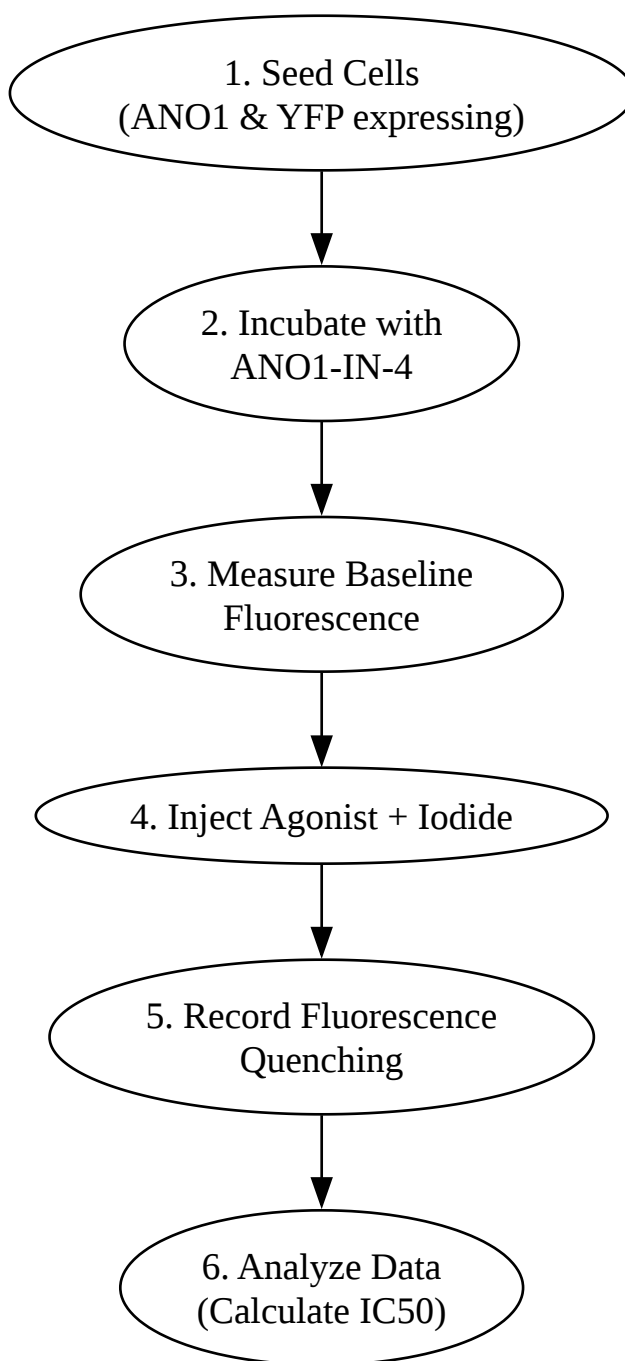 1. Seed Cells
(ANO1 & YFP expressing)
2. Incubate with
ANO1-IN-4
3. Measure Baseline
Fluorescence
4. Inject Agonist + Iodide
5. Record Fluorescence
Quenching
6. Analyze Data
(Calculate IC50)